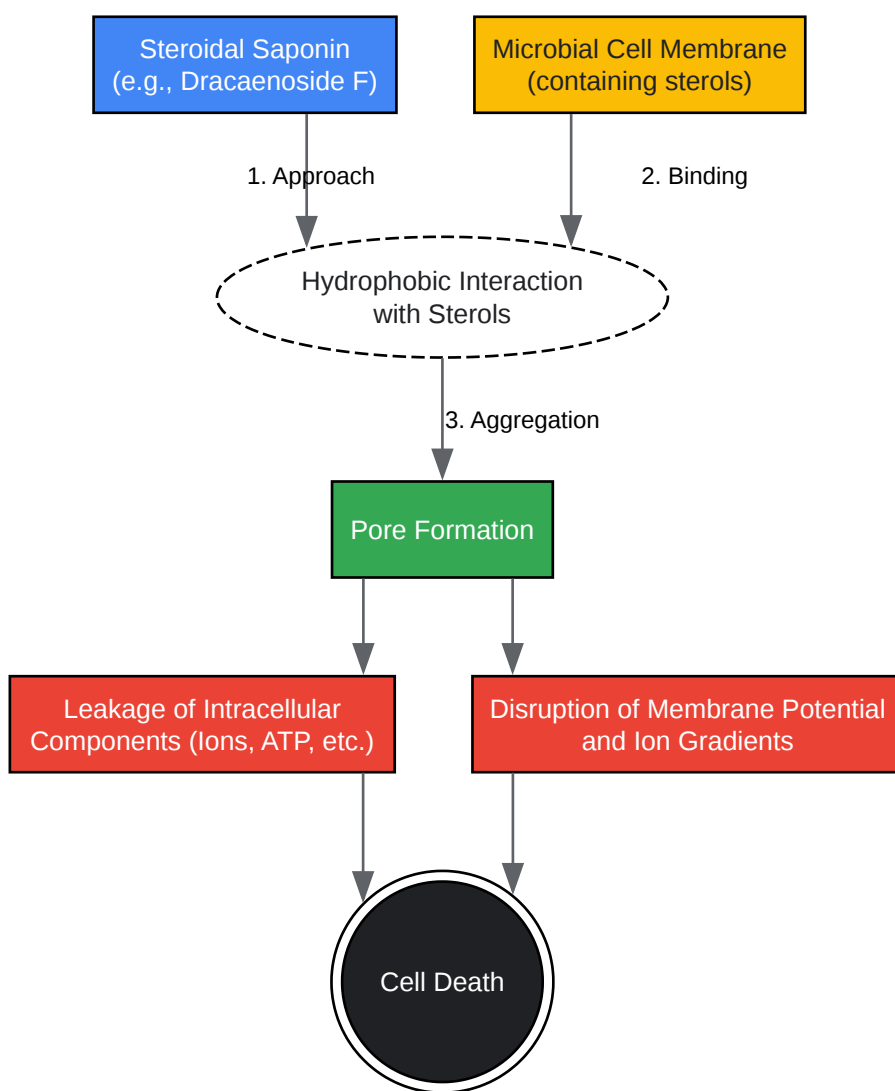 Steroidal Saponin
(e.g., Dracaenoside F)
Microbial Cell Membrane
(containing sterols)
1. Approach
2. Binding
Hydrophobic Interaction
with Sterols
3. Aggregation
Pore Formation
Leakage of Intracellular
Components (Ions, ATP, etc.)
Disruption of Membrane Potential
and Ion Gradients
Cell Death